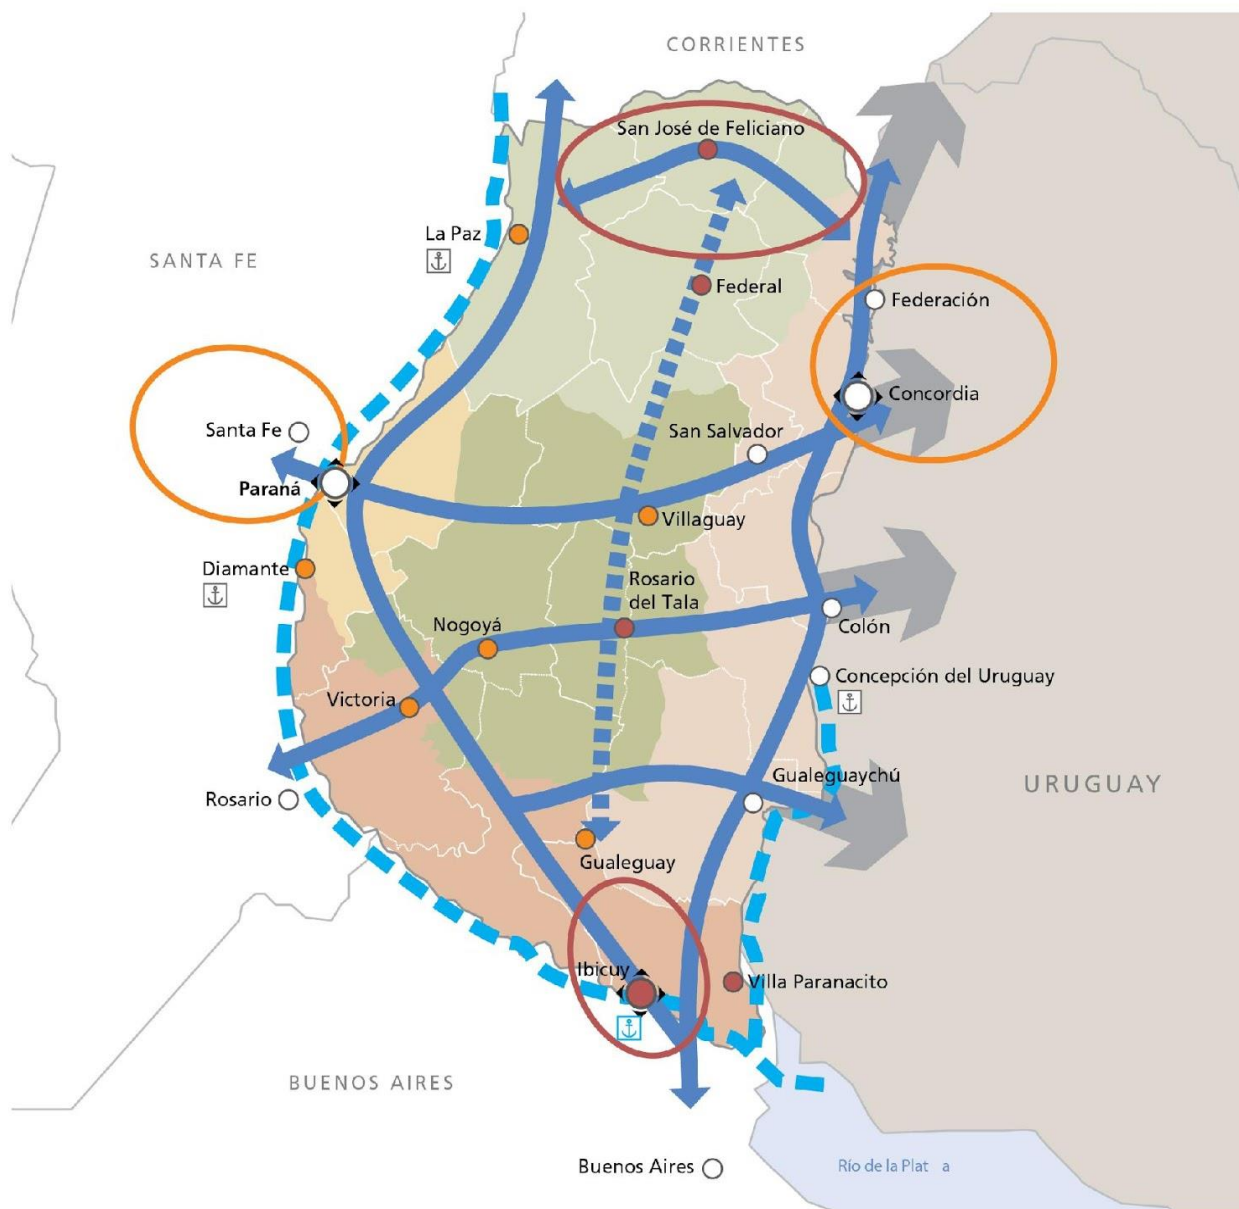 CORRIENTES
San José de Feliciano
La Paz
SANTA FE
Federal
Federación
Concordia
Santa Fe
San Salvador
Paraná
Villaguay
Diamante
Rosario
del Tala
Nogoyá
Colón
Concepción del Uruguay
Victoria
Gualeguaychú
URUGUAY
Rosario
Gualeguay
Ibicuy
Villa Paranacito
BUENOS AIRES
Buenos Aires
Río de la Plat a